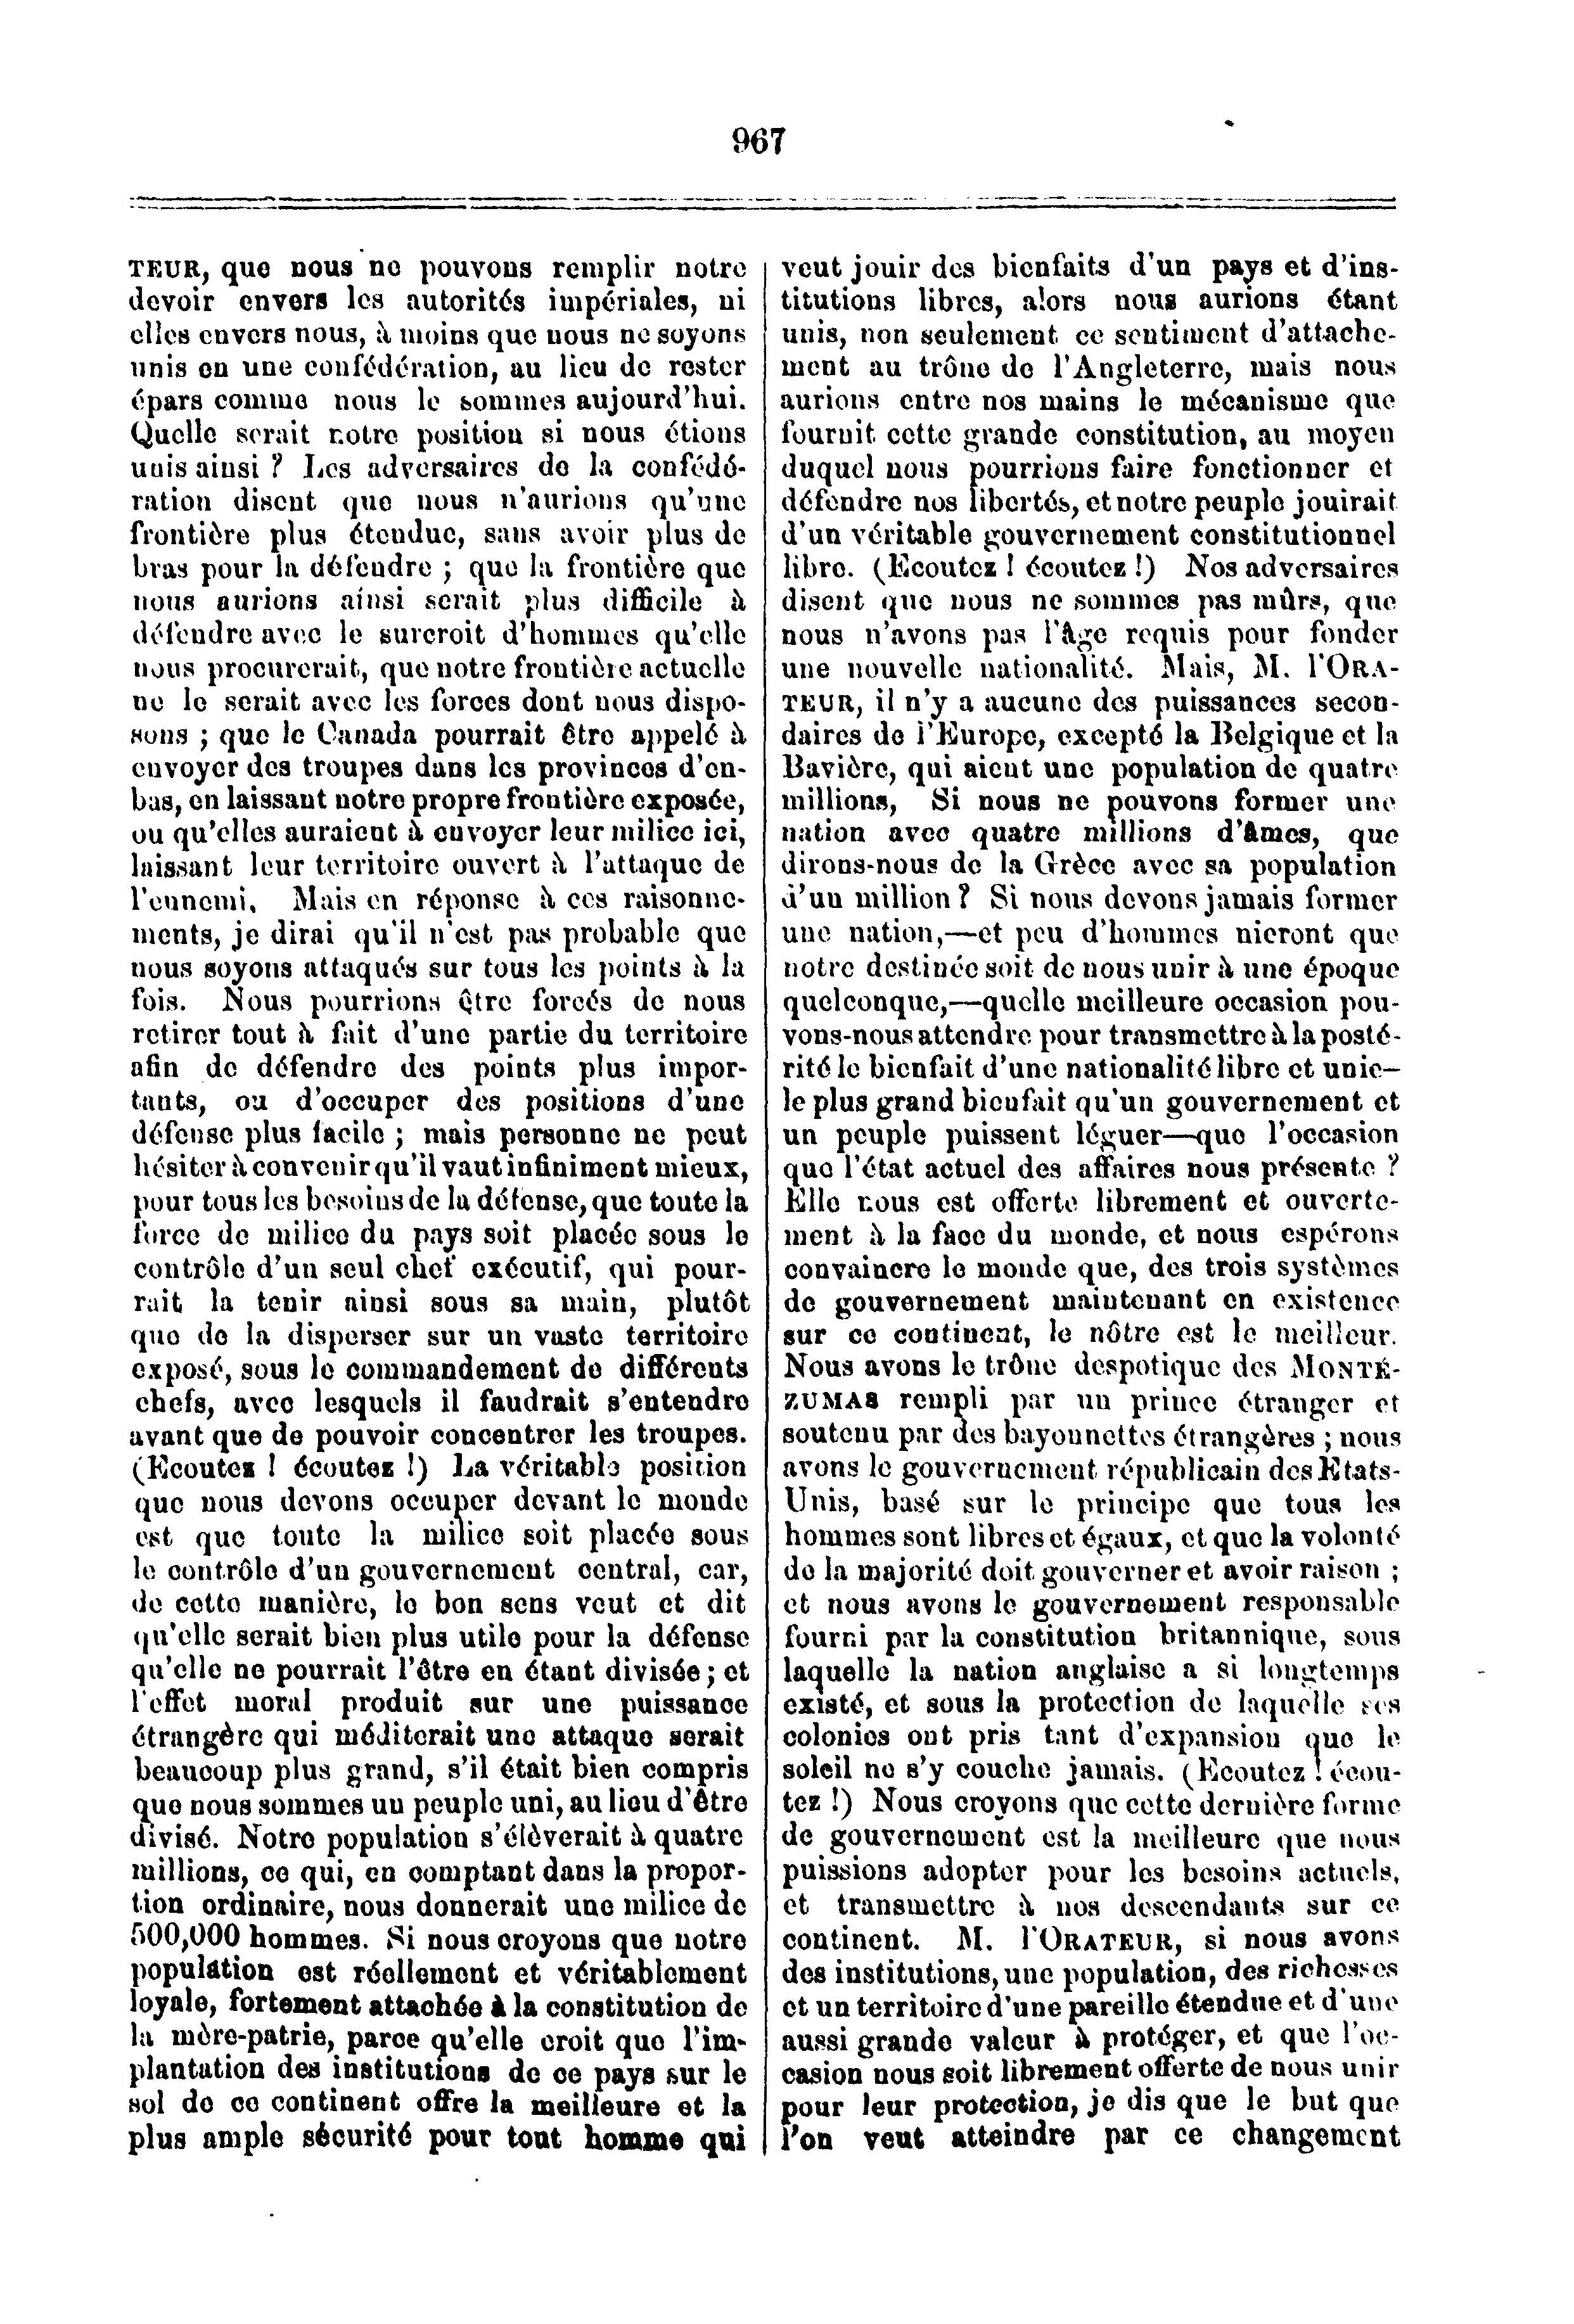 967
TEUR, que nous ne pouvons remplir notre
devoir envers les autorités impériales, ni
elles envers nous, à moins que nous ne soyons
unis en une confédération, au lieu de rester
épars comme nous le sommes aujourd'hui.
Quelle serait notre position si nous étions
unis ainsi ? Les adversaires de la confédé-
ration disent que nous n'aurions qu'une
frontière plus étendue, sans avoir plus de
bras pour la défendre ; que la frontière que
nous aurions ainsi serait plus difficile à
défendre avec le surcroit d'hommes qu'elle
nous procurerait, que notre frontière actuelle
ne le serait avec les forces dont nous dispo-
sons ; que le Canada pourrait être appelé à
envoyer des troupes dans les provinces d'en-
bas, en laissant notre propre frontière exposée,
ou qu'elles auraient à envoyer leur milice ici,
laissant leur territoire ouvert à l'attaque de
l'ennemi. Mais en réponse à ces raisonne-
ments, je dirai qu'il n'est pas probable que
nous soyons attaqués sur tous les points à la
fois. Nous pourrions être forcés de nous
retirer tout à fait d'une partie du territoire
afin de défendre des points plus impor-
tants, ou d'occuper des positions d'une
défense plus facile ; mais personne ne peut
hésiter à convenir qu'il vaut infiniment mieux,
pour tous les besoins de la défense, que toute la
force de milice du pays soit placée sous le
contrôle d'un seul chef exécutif, qui pour-
rait la tenir ainsi sous sa main, plutôt
que de la disperser sur un vaste territoire
exposé, sous le commandement de différents
chefs, avec lesquels il faudrait s'entendre
avant que de pouvoir concentrer les troupes.
(Ecoutez ! écoutez !) La véritable position
que nous devons occuper devant le monde
est que toute la milice soit placée sous
le contrôle d'un gouvernement central, car,
de cette manière, le bon sens veut et dit
qu'elle serait bien plus utile pour la défense
qu'elle ne pourrait l'être en étant divisée ; et
l'effet moral produit sur une puissance
étrangère qui méditerait une attaque serait
beaucoup plus grand, s'il était bien compris
que nous sommes un peuple uni, au lieu d'être
divisé. Notre population s'élèverait à quatre
millions, ce qui, en comptant dans la propor-
tion ordinaire, nous donnerait une milice de
500,000 hommes. Si nous croyons que notre
population est réellement et véritablement
loyale, fortement attachée à la constitution de
la mère-patrie, parce qu'elle croit que l'im-
plantation des institutions de ce pays sur le
sol de ce continent offre la meilleure et la
plus ample sécurité pour tout homme qui
veut jouir des bienfaits d'un pays et d'ins-
titutions libres, alors nous aurions étant
unis, non seulement ce sentiment d'attache-
ment au trône de l'Angleterre, mais nous
aurions entre nos mains le mécanisme que
fournit cette grande constitution, au moyen
duquel nous pourrions faire fonctionner et
défendre nos libertés, et notre peuple jouirait
d'un véritable gouvernement constitutionnel
libre. (Ecoutez ! écoutez !) Nos adversaires
disent que nous ne sommes pas mûrs, que
nous n'avons pas l'âge requis pour fonder
une nouvelle nationalité. Mais, M. l'ORA-
TEUR, il n'y a aucune des puissances secon-
daires de l'Europe, excepté la Belgique et la
Bavière, qui aient une population de quatre
millions, Si nous ne pouvons former une
nation avec quatre millions d'âmes, que
dirons-nous de la Grèce avec sa population
d'un million ? Si nous devons jamais former
une nation,—et peu d'hommes nieront que
notre destinée soit de nous unir à une époque
quelconque,—quelle meilleure occasion pou-
vons-nous attendre pour transmettre à la posté-
rité le bienfait d'une nationalité libre et unie—
le plus grand bienfait qu'un gouvernement et
un peuple puissent léguer—que l'occasion
que l'état actuel des affaires nous présente ?
Elle nous est offerte librement et ouverte-
ment à la face du monde, et nous espérons
convaincre le monde que, des trois systèmes
de gouvernement maintenant en existence
sur ce continent, le nôtre est le meilleur.
Nous avons le trône despotique des MONTÉ-
ZUMAS rempli par un prince étranger et
soutenu par des bayonnettes étrangères ; nous
avons le gouvernement républicain des Etats-
Unis, basé sur le principe que tous les
hommes sont libres et égaux, et que la volonté
de la majorité doit gouverner et avoir raison ;
et nous avons le gouvernement responsable
fourni par la constitution britannique, sous
laquelle la nation anglaise a si longtemps
existé, et sous la protection de laquelle ses
colonies ont pris tant d'expansion que le
soleil ne s'y couche jamais. (Ecoutez ! écou-
tez !) Nous croyons que cette dernière forme
de gouvernement est la meilleure que nous
puissions adopter pour les besoins actuels,
et transmettre à nos descendants sur ce
continent. M. l'ORATEUR, si nous avons
des institutions, une population, des richesses
et un territoire d'une pareille étendue et d'une
aussi grande valeur à protéger, et que l'oc-
casion nous soit librement offerte de nous unir
pour leur protection, je dis que le but que
l'on veut atteindre par ce changement